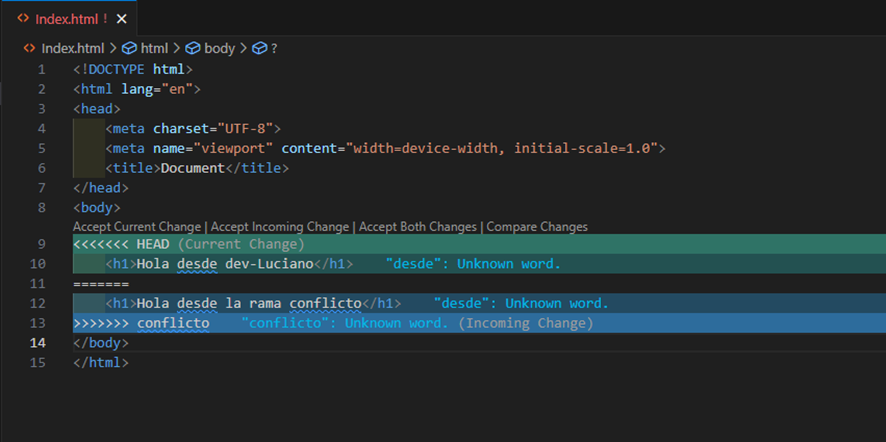 Index.html !
Index.html > html > body > ?
1 <!DOCTYPE html>
2 <html lang="en">
3 <head>
4 <meta charset="UTF-8">
5 <meta name="viewport" content="width=device-width, initial-scale=1.0">
6 <title>Document</title>
7 </head>
8 <body>
Accept Current Change | Accept Incoming Change | Accept Both Changes | Compare Changes
9 <<<<<<< HEAD (Current Change)
10 <h1>Hola desde dev-Luciano</h1> "desde": Unknown word.
11 =======
12 <h1>Hola desde la rama conflicto</h1> "desde": Unknown word.
13 >>>>>>> conflicto "conflicto": Unknown word. (Incoming Change)
14 </body>
15 </html>